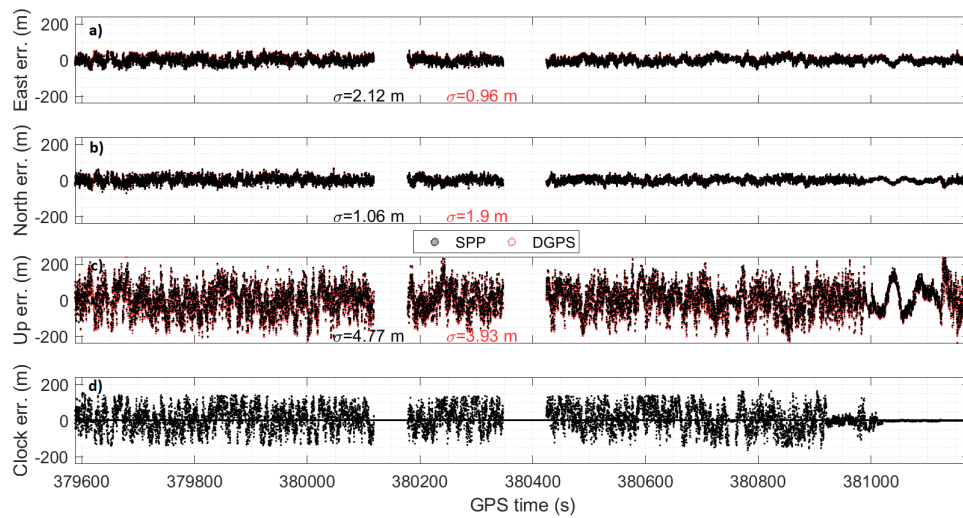 200
a)
0
-200
East err. (m)
σ=2.12 m σ=0.96 m
200
b)
0
-200
North err. (m)
σ=1.06 m σ=1.9 m
SPP DGPS
200
c)
0
-200
Up err. (m)
σ=4.77 m σ=3.93 m
200
d)
0
-200
Clock err. (m)
379600 379800 380000 380200 380400 380600 380800 381000
GPS time (s)